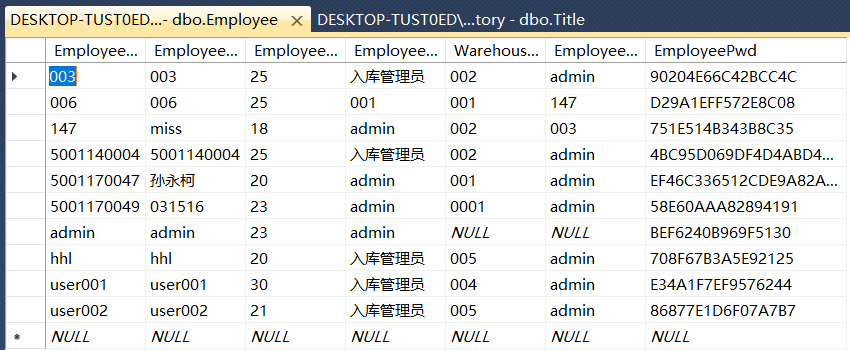 DESKTOP-TUST0ED...- dbo.Employee DESKTOP-TUST0ED\...tory - dbo.Title
Employee... Employee... Employee... Employee... Warehous... Employee... EmployeePwd
003 003 25 入库管理员 002 admin 90204E66C42BCC4C
006 006 25 001 001 147 D29A1EFF572E8C08
147 miss 18 admin 002 003 751E514B343B8C35
5001140004 5001140004 25 入库管理员 002 admin 4BC95D069DF4D4ABD4...
5001170047 孙永柯 20 admin 001 admin EF46C336512CDE9A82A...
5001170049 031516 23 admin 0001 admin 58E60AAA82894191
admin admin 23 admin NULL NULL BEF6240B969F5130
hhl hhl 20 入库管理员 005 admin 708F67B3A5E92125
user001 user001 30 入库管理员 004 admin E34A1F7EF9576244
user002 user002 21 入库管理员 005 admin 86877E1D6F07A7B7
NULL NULL NULL NULL NULL NULL NULL